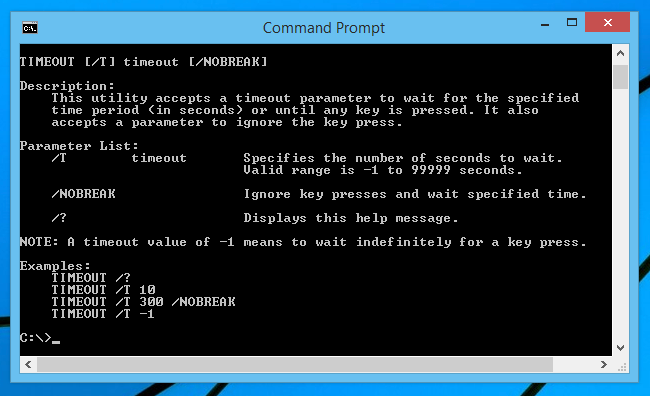 Command Prompt
C:\.
TIMEOUT [/T] timeout [/NOBREAK]
Description:
This utility accepts a timeout parameter to wait for the specified
time period (in seconds) or until any key is pressed. It also
accepts a parameter to ignore the key press.
Parameter List:
/T timeout Specifies the number of seconds to wait.
Valid range is -1 to 99999 seconds.
/NOBREAK Ignore key presses and wait specified time.
/? Displays this help message.
NOTE: A timeout value of -1 means to wait indefinitely for a key press.
Examples:
TIMEOUT /?
TIMEOUT /T 10
TIMEOUT /T 300 /NOBREAK
TIMEOUT /T -1
C:\>_